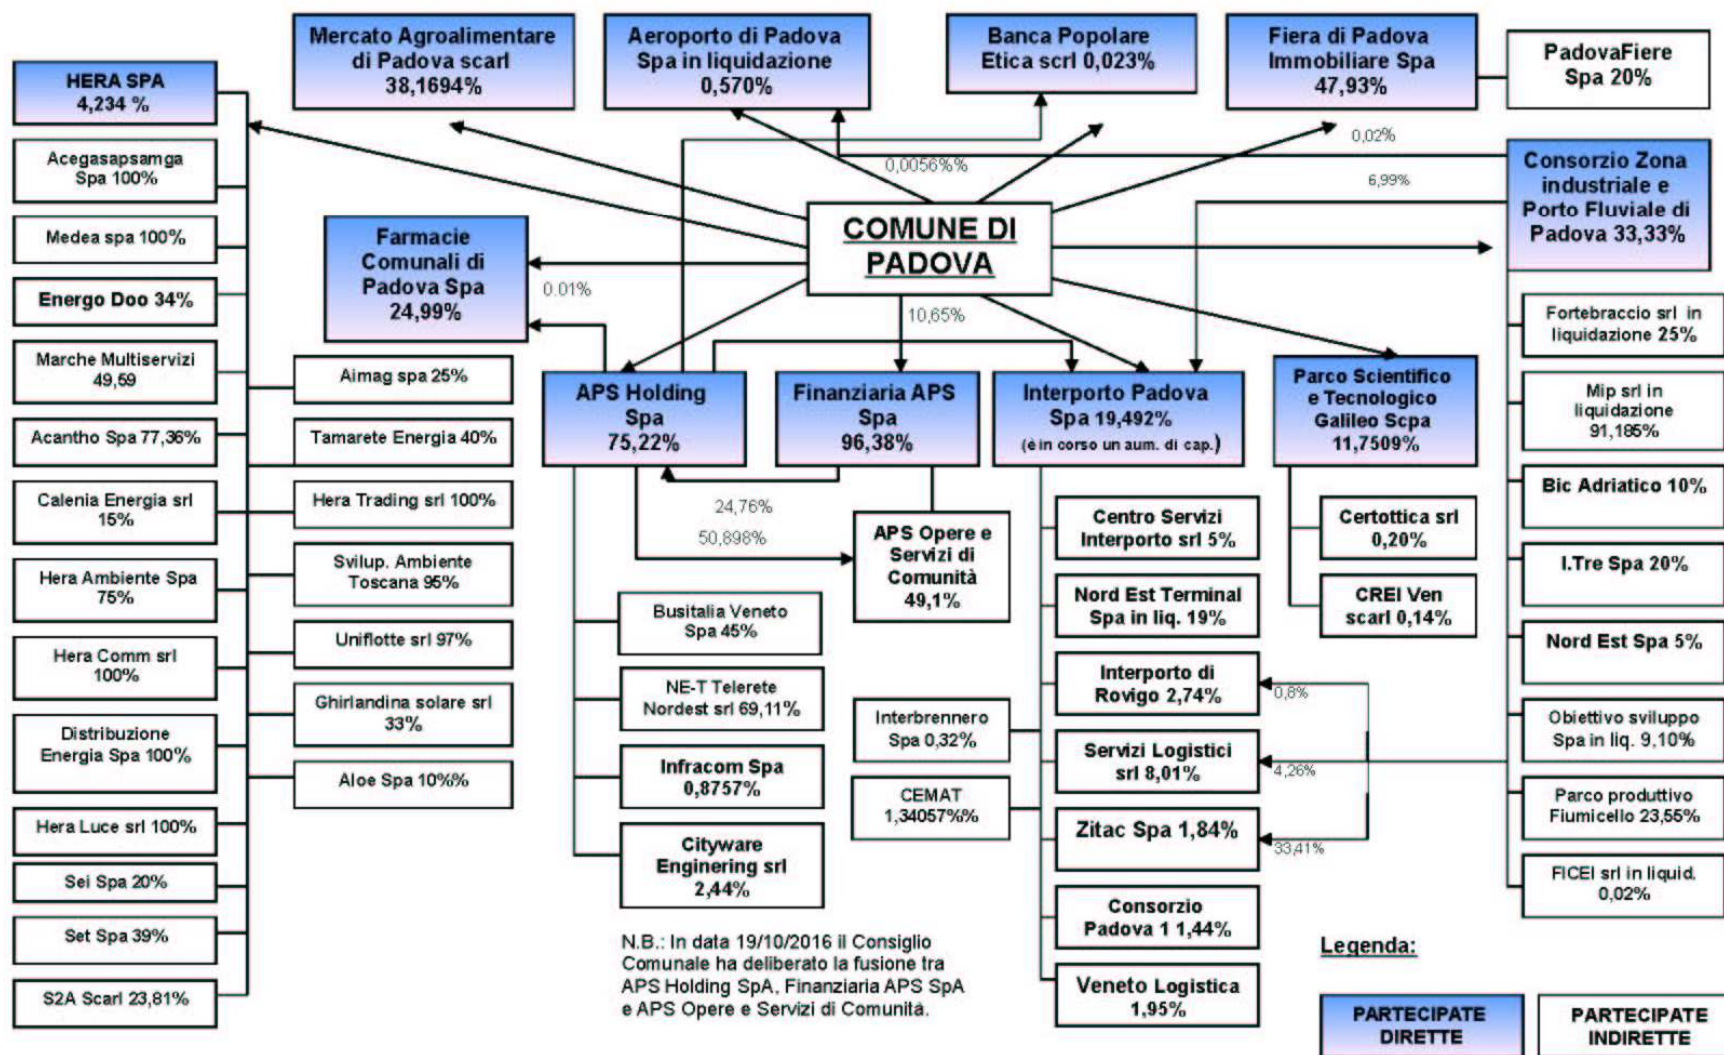 Mercato Agroalimentare
di Padova scarl
38,1694%
Aeroporto di Padova
Spa in liquidazione
0,570%
Banca Popolare
Etica scrl 0,023%
Fiera di Padova
Immobiliare Spa
47,93%
PadovaFiere
Spa 20%
HERA SPA
4,234 %
0,02%
0,0056%%
6,99%
Consorzio Zona
industriale e
Porto Fluviale di
Padova 33,33%
COMUNE DI
PADOVA
Farmacie
Comunali di
Padova Spa
24,99%
0.01%
10,65%
Acegasapsamga
Spa 100%
Medea spa 100%
Energo Doo 34%
Marche Multiservizi
49,59
Acantho Spa 77,36%
Calenia Energia srl
15%
Hera Ambiente Spa
75%
Hera Comm srl
100%
Distribuzione
Energia Spa 100%
Hera Luce srl 100%
Sei Spa 20%
Set Spa 39%
S2A Scarl 23,81%
Aimag spa 25%
Tamarete Energia 40%
Hera Trading srl 100%
Svilup. Ambiente
Toscana 95%
Uniflotte srl 97%
Ghirlandina solare srl
33%
Aloe Spa 10%%
APS Holding
Spa
75,22%
Finanziaria APS
Spa
96,38%
Interporto Padova
Spa 19,492%
(è in corso un aum. di cap.)
Parco Scientifico
e Tecnologico
Galileo Scpa
11,7509%
24,76%
50,898%
APS Opere e
Servizi di
Comunità
49,1%
Busitalia Veneto
Spa 45%
NE-T Telerete
Nordest srl 69,11%
Infracom Spa
0,8757%
Cityware
Enginering srl
2,44%
Interbrennero
Spa 0,32%
CEMAT
1,34057%%
Centro Servizi
Interporto srl 5%
Nord Est Terminal
Spa in liq. 19%
Interporto di
Rovigo 2,74%
0,8%
Servizi Logistici
srl 8,01%
4,26%
Zitac Spa 1,84%
33,41%
Consorzio
Padova 1 1,44%
Veneto Logistica
1,95%
Certottica srl
0,20%
CREI Ven
scarl 0,14%
Fortebraccio srl in
liquidazione 25%
Mip srl in
liquidazione
91,185%
Bic Adriatico 10%
I.Tre Spa 20%
Nord Est Spa 5%
Obiettivo sviluppo
Spa in liq. 9,10%
Parco produttivo
Fiumicello 23,55%
FICEI srl in liquid.
0,02%
N.B.: In data 19/10/2016 il Consiglio
Comunale ha deliberato la fusione tra
APS Holding SpA, Finanziaria APS SpA
e APS Opere e Servizi di Comunità.
Legenda:
PARTECIPATE
DIRETTE
PARTECIPATE
INDIRETTE